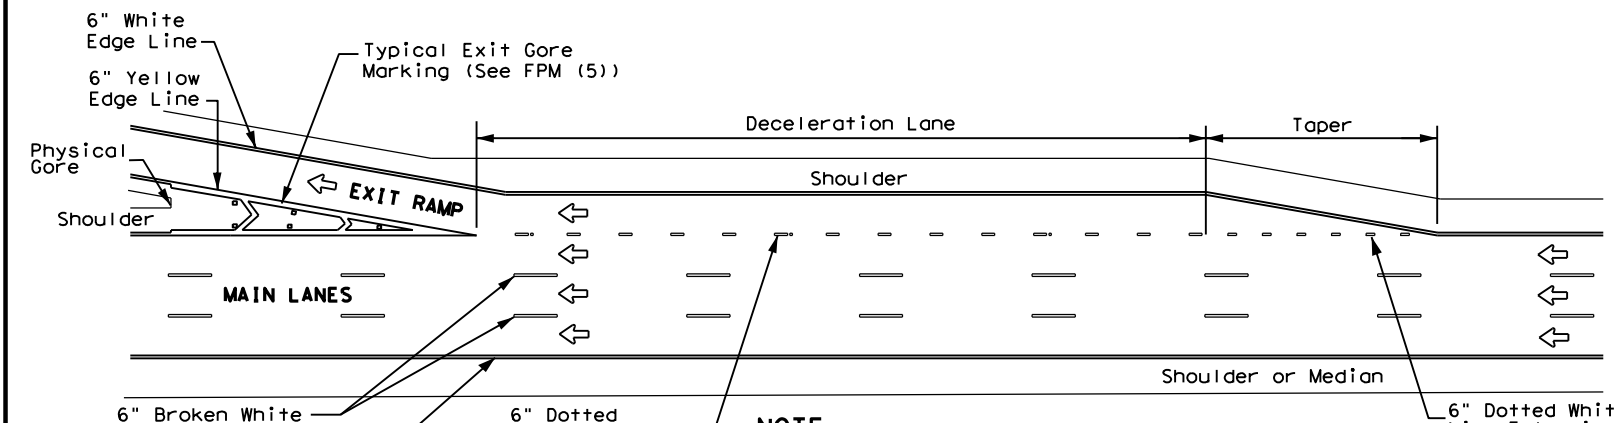 6" White
Edge Line
Typical Exit Gore
Marking (See FPM (5))
6" Yellow
Edge Line
Deceleration Lane
Taper
Physical
Gore
Shoulder
EXIT RAMP
Shoulder
MAIN LANES
Shoulder or Median
6" Broken White
6" Dotted
NOTE
6" Dotted Whit